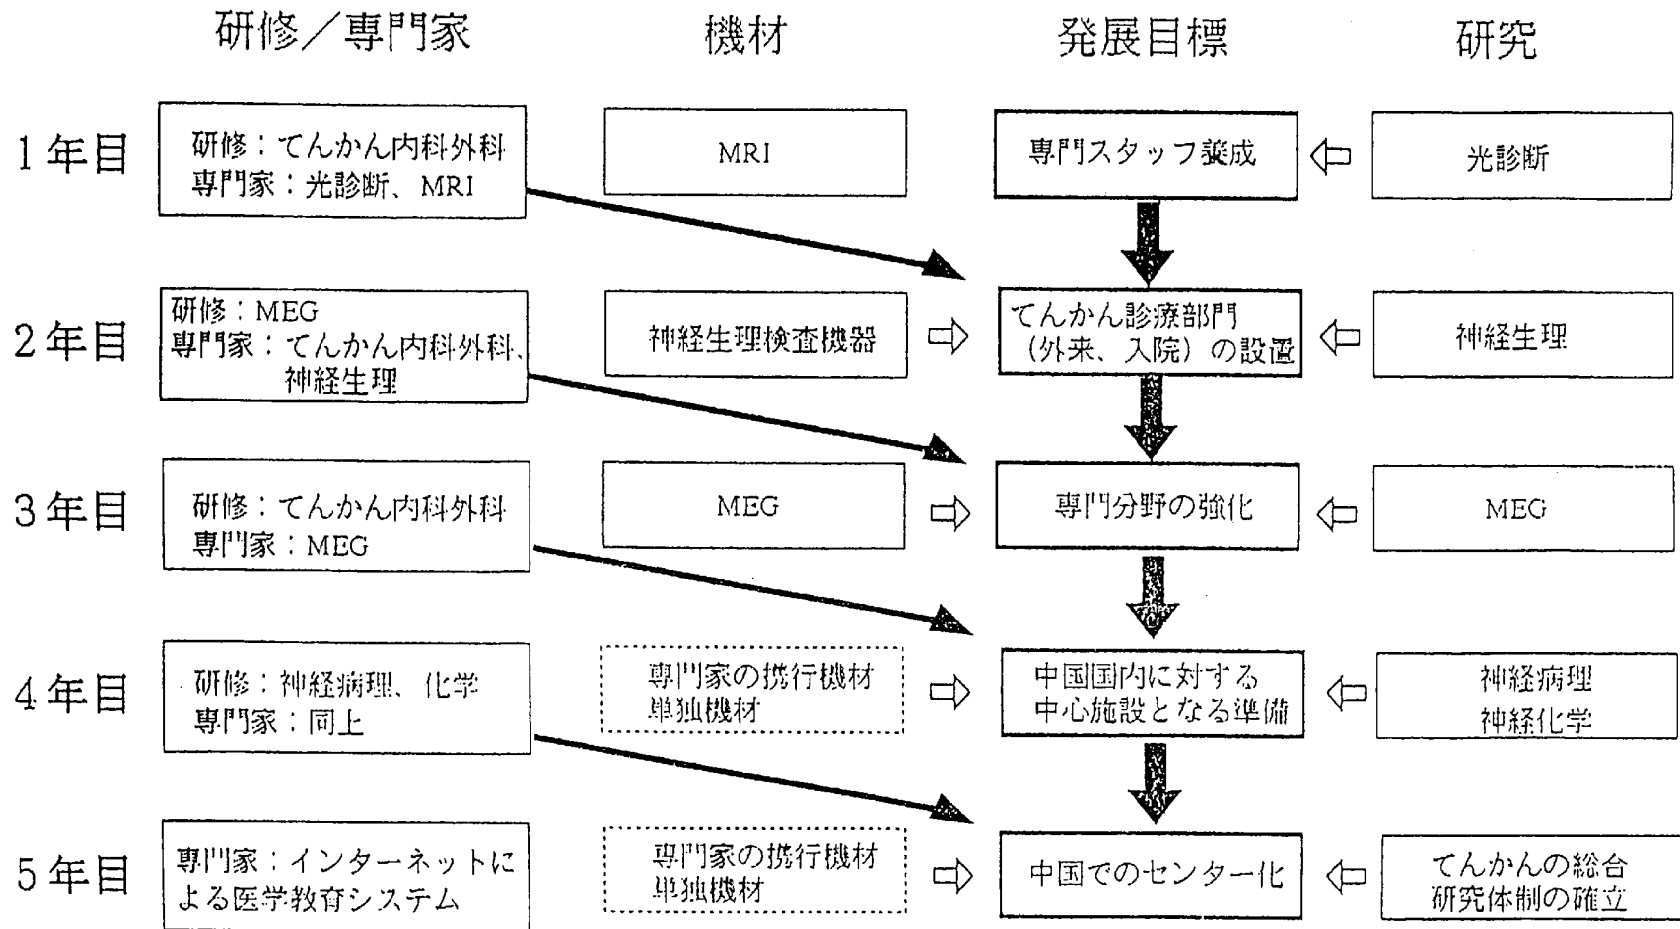 研修／専門家
機材
発展目標
研究
1年目
研修：てんかん内科外科
専門家：光診断、MRI
MRI
専門スタッフ養成
光診断
2年目
研修：MEG
専門家：てんかん内科外科、
神経生理
神経生理検査機器
てんかん診療部門
（外来、入院）の設置
神経生理
3年目
研修：てんかん内科外科
専門家：MEG
MEG
専門分野の強化
MEG
4年目
研修：神経病理、化学
専門家：同上
専門家の携行機材
単独機材
中国国内に対する
中心施設となる準備
神経病理
神経化学
5年目
専門家：インターネットに
よる医学教育システム
専門家の携行機材
単独機材
中国でのセンター化
てんかんの総合
研究体制の確立